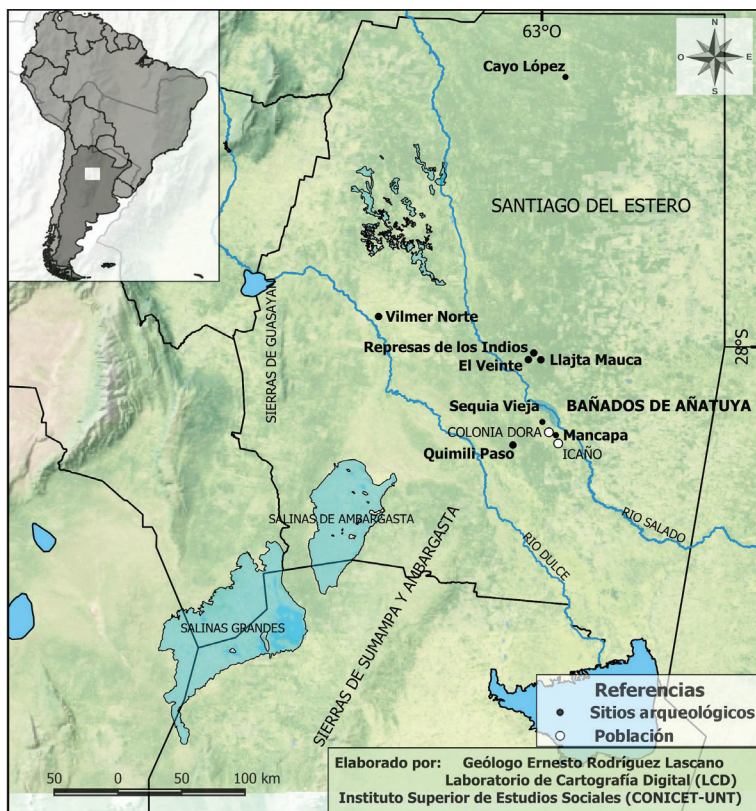 63°O
N
O
E
S
Cayo López
SANTIAGO DEL ESTERO
SIERRAS DE GUASAYAN
Vilmer Norte
28°S
Represas de los Indios
El Veinte
Llajta Mauca
Sequia Vieja
BAÑADOS DE AÑATUYA
COLONIA DORA
Mancapa
Quimili Paso
ICAÑO
SALINAS DE AMBARGASTA
RIO SALADO
RIO DULCE
SIERRAS DE SUMAMPA Y AMBARGASTA
SALINAS GRANDES
Referencias
Sitios arqueológicos
Población
50 0 50 100 km
Elaborado por: Geólogo Ernesto Rodríguez Lascano
Laboratorio de Cartografía Digital (LCD)
Instituto Superior de Estudios Sociales (CONICET-UNT)